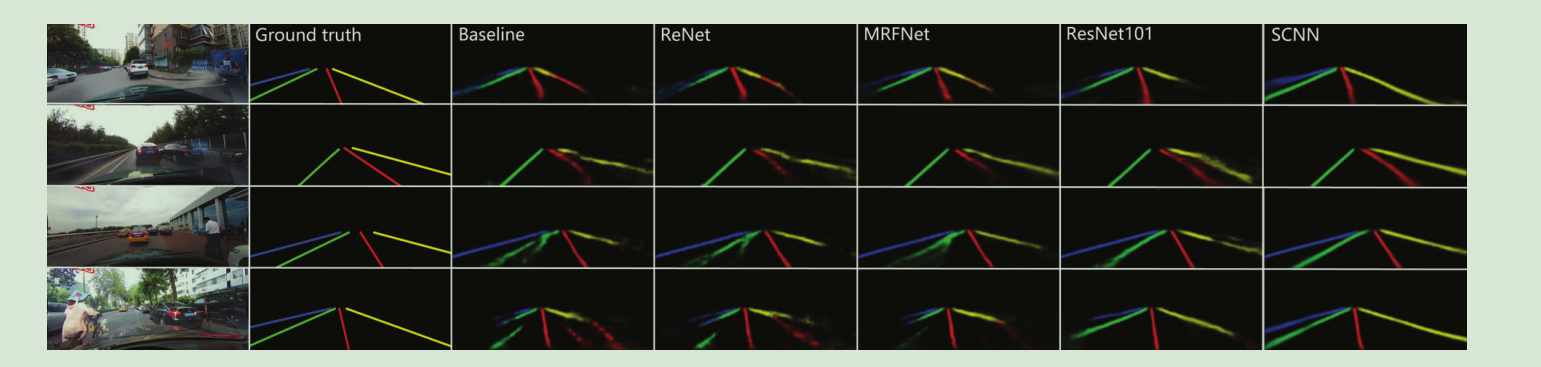 Ground truth
Baseline
ReNet
MRFNet
ResNet101
SCNN